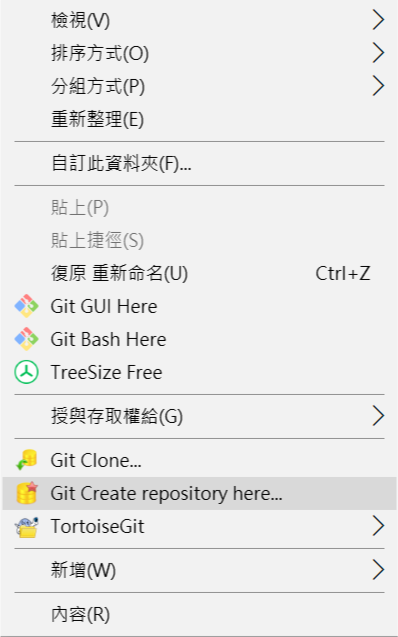 檢視(V)
排序方式(O)
分組方式(P)
重新整理(E)
自訂此資料夾(F)...
貼上(P)
貼上捷徑(S)
復原 重新命名(U) Ctrl+Z
Git GUI Here
Git Bash Here
TreeSize Free
授與存取權給(G)
Git Clone...
Git Create repository here...
TortoiseGit
新增(W)
內容(R)